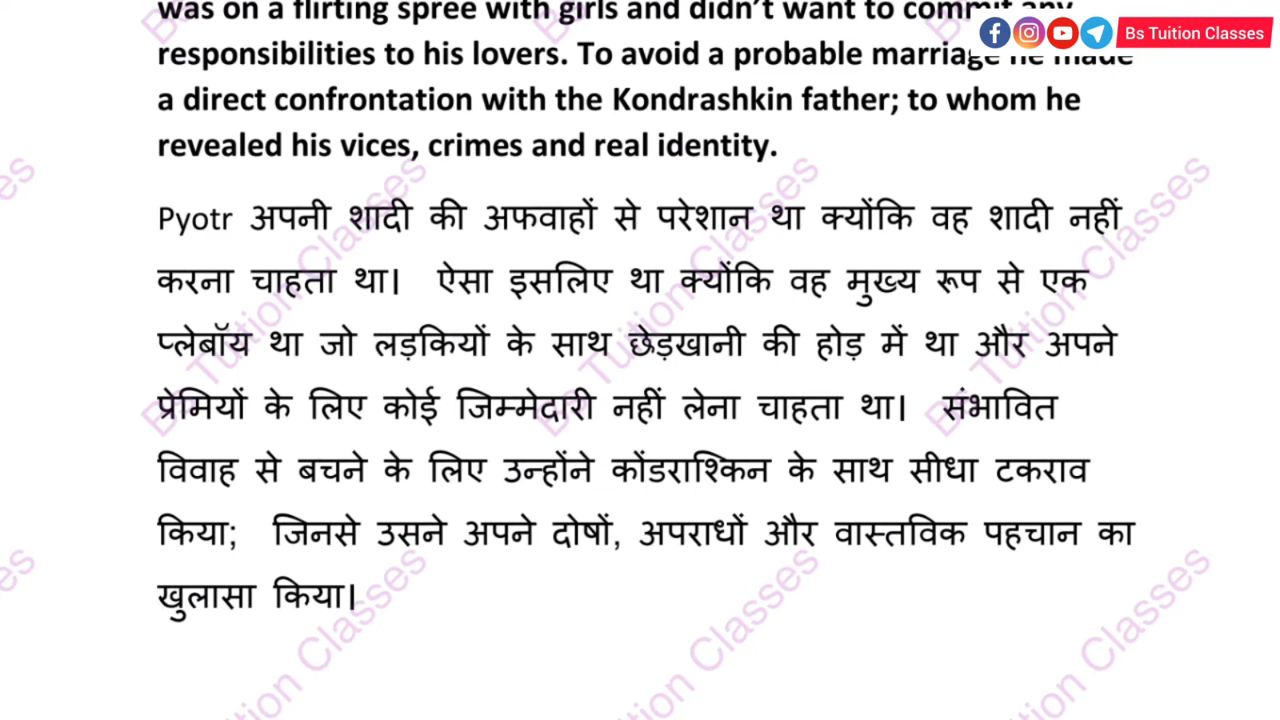 was on a flirting spree with girls and didn't want to commit any
Bs Tuition Classes
responsibilities to his lovers. To avoid a probable marriage he made
a direct confrontation with the Kondrashkin father; to whom he
revealed his vices, crimes and real identity.
Pyotr अपनी शादी की अफवाहों से परेशान था क्योंकि वह शादी नहीं
करना चाहता था। ऐसा इसलिए था क्योंकि वह मुख्य रूप से एक
प्लेबॉय था जो लड़कियों के साथ छेड़खानी की होड़ में था और अपने
प्रेमियों के लिए कोई जिम्मेदारी नहीं लेना चाहता था। संभावित
विवाह से बचने के लिए उन्होंने कोंडराश्किन के साथ सीधा टकराव
किया; जिनसे उसने अपने दोषों, अपराधों और वास्तविक पहचान का
खुलासा किया।